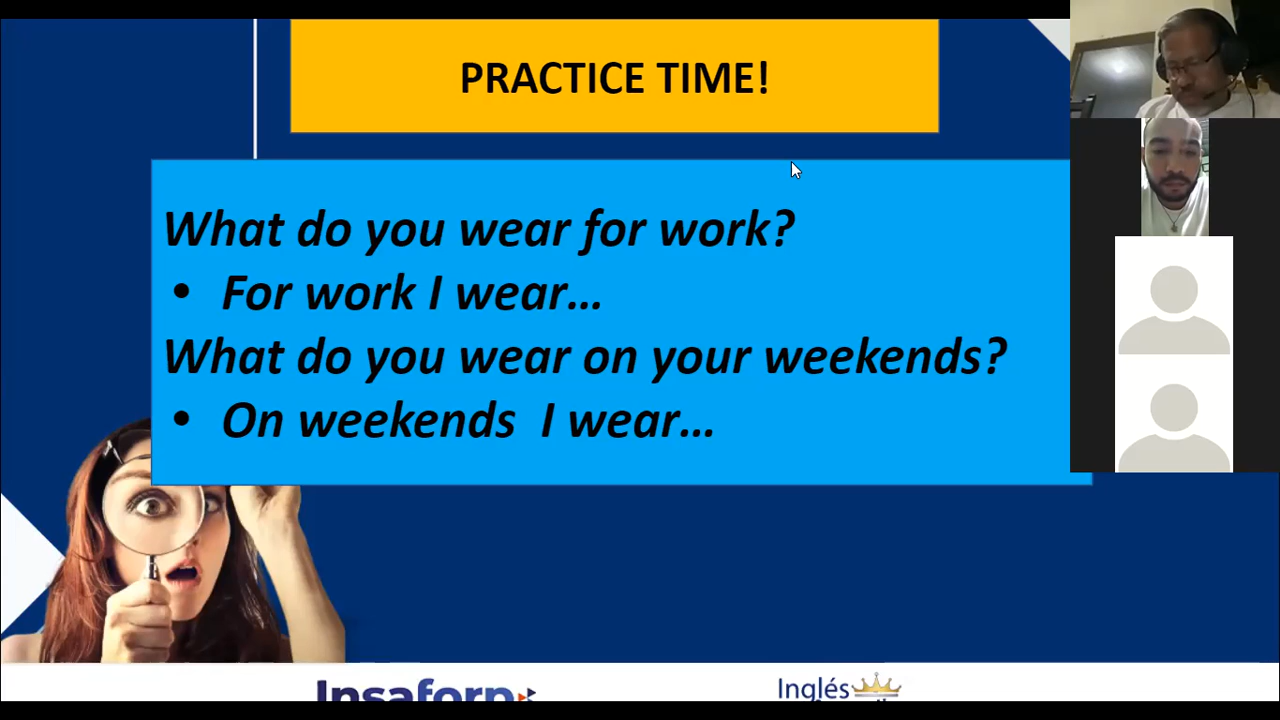 PRACTICE TIME!
What do you wear for work?
• For work I wear...
What do you wear on your weekends?
• On weekends I wear...
Insaforp
Inglés